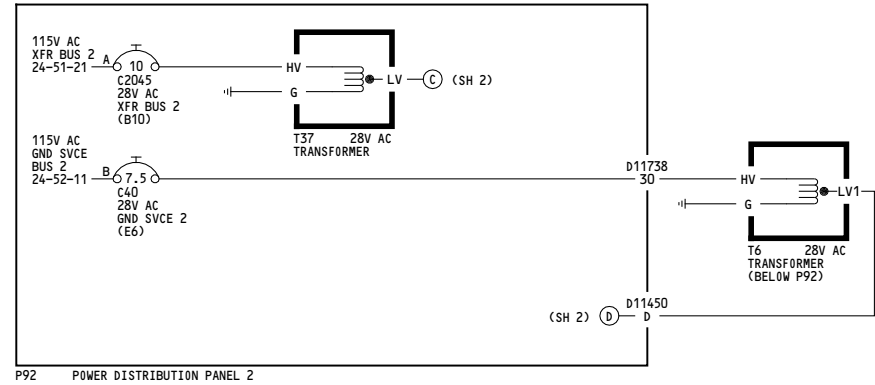 115V AC
XFR BUS 2
24-51-21
A
10
C2045
28V AC
XFR BUS 2
(B10)
HV
G
LV
C
(SH 2)
T37 28V AC
TRANSFORMER
115V AC
GND SVCE
BUS 2
24-52-11
B
7.5
C40
28V AC
GND SVCE 2
(E6)
D11738
30
HV
G
LV1
T6 28V AC
TRANSFORMER
(BELOW P92)
D11450
(SH 2)
D
D
P92 POWER DISTRIBUTION PANEL 2